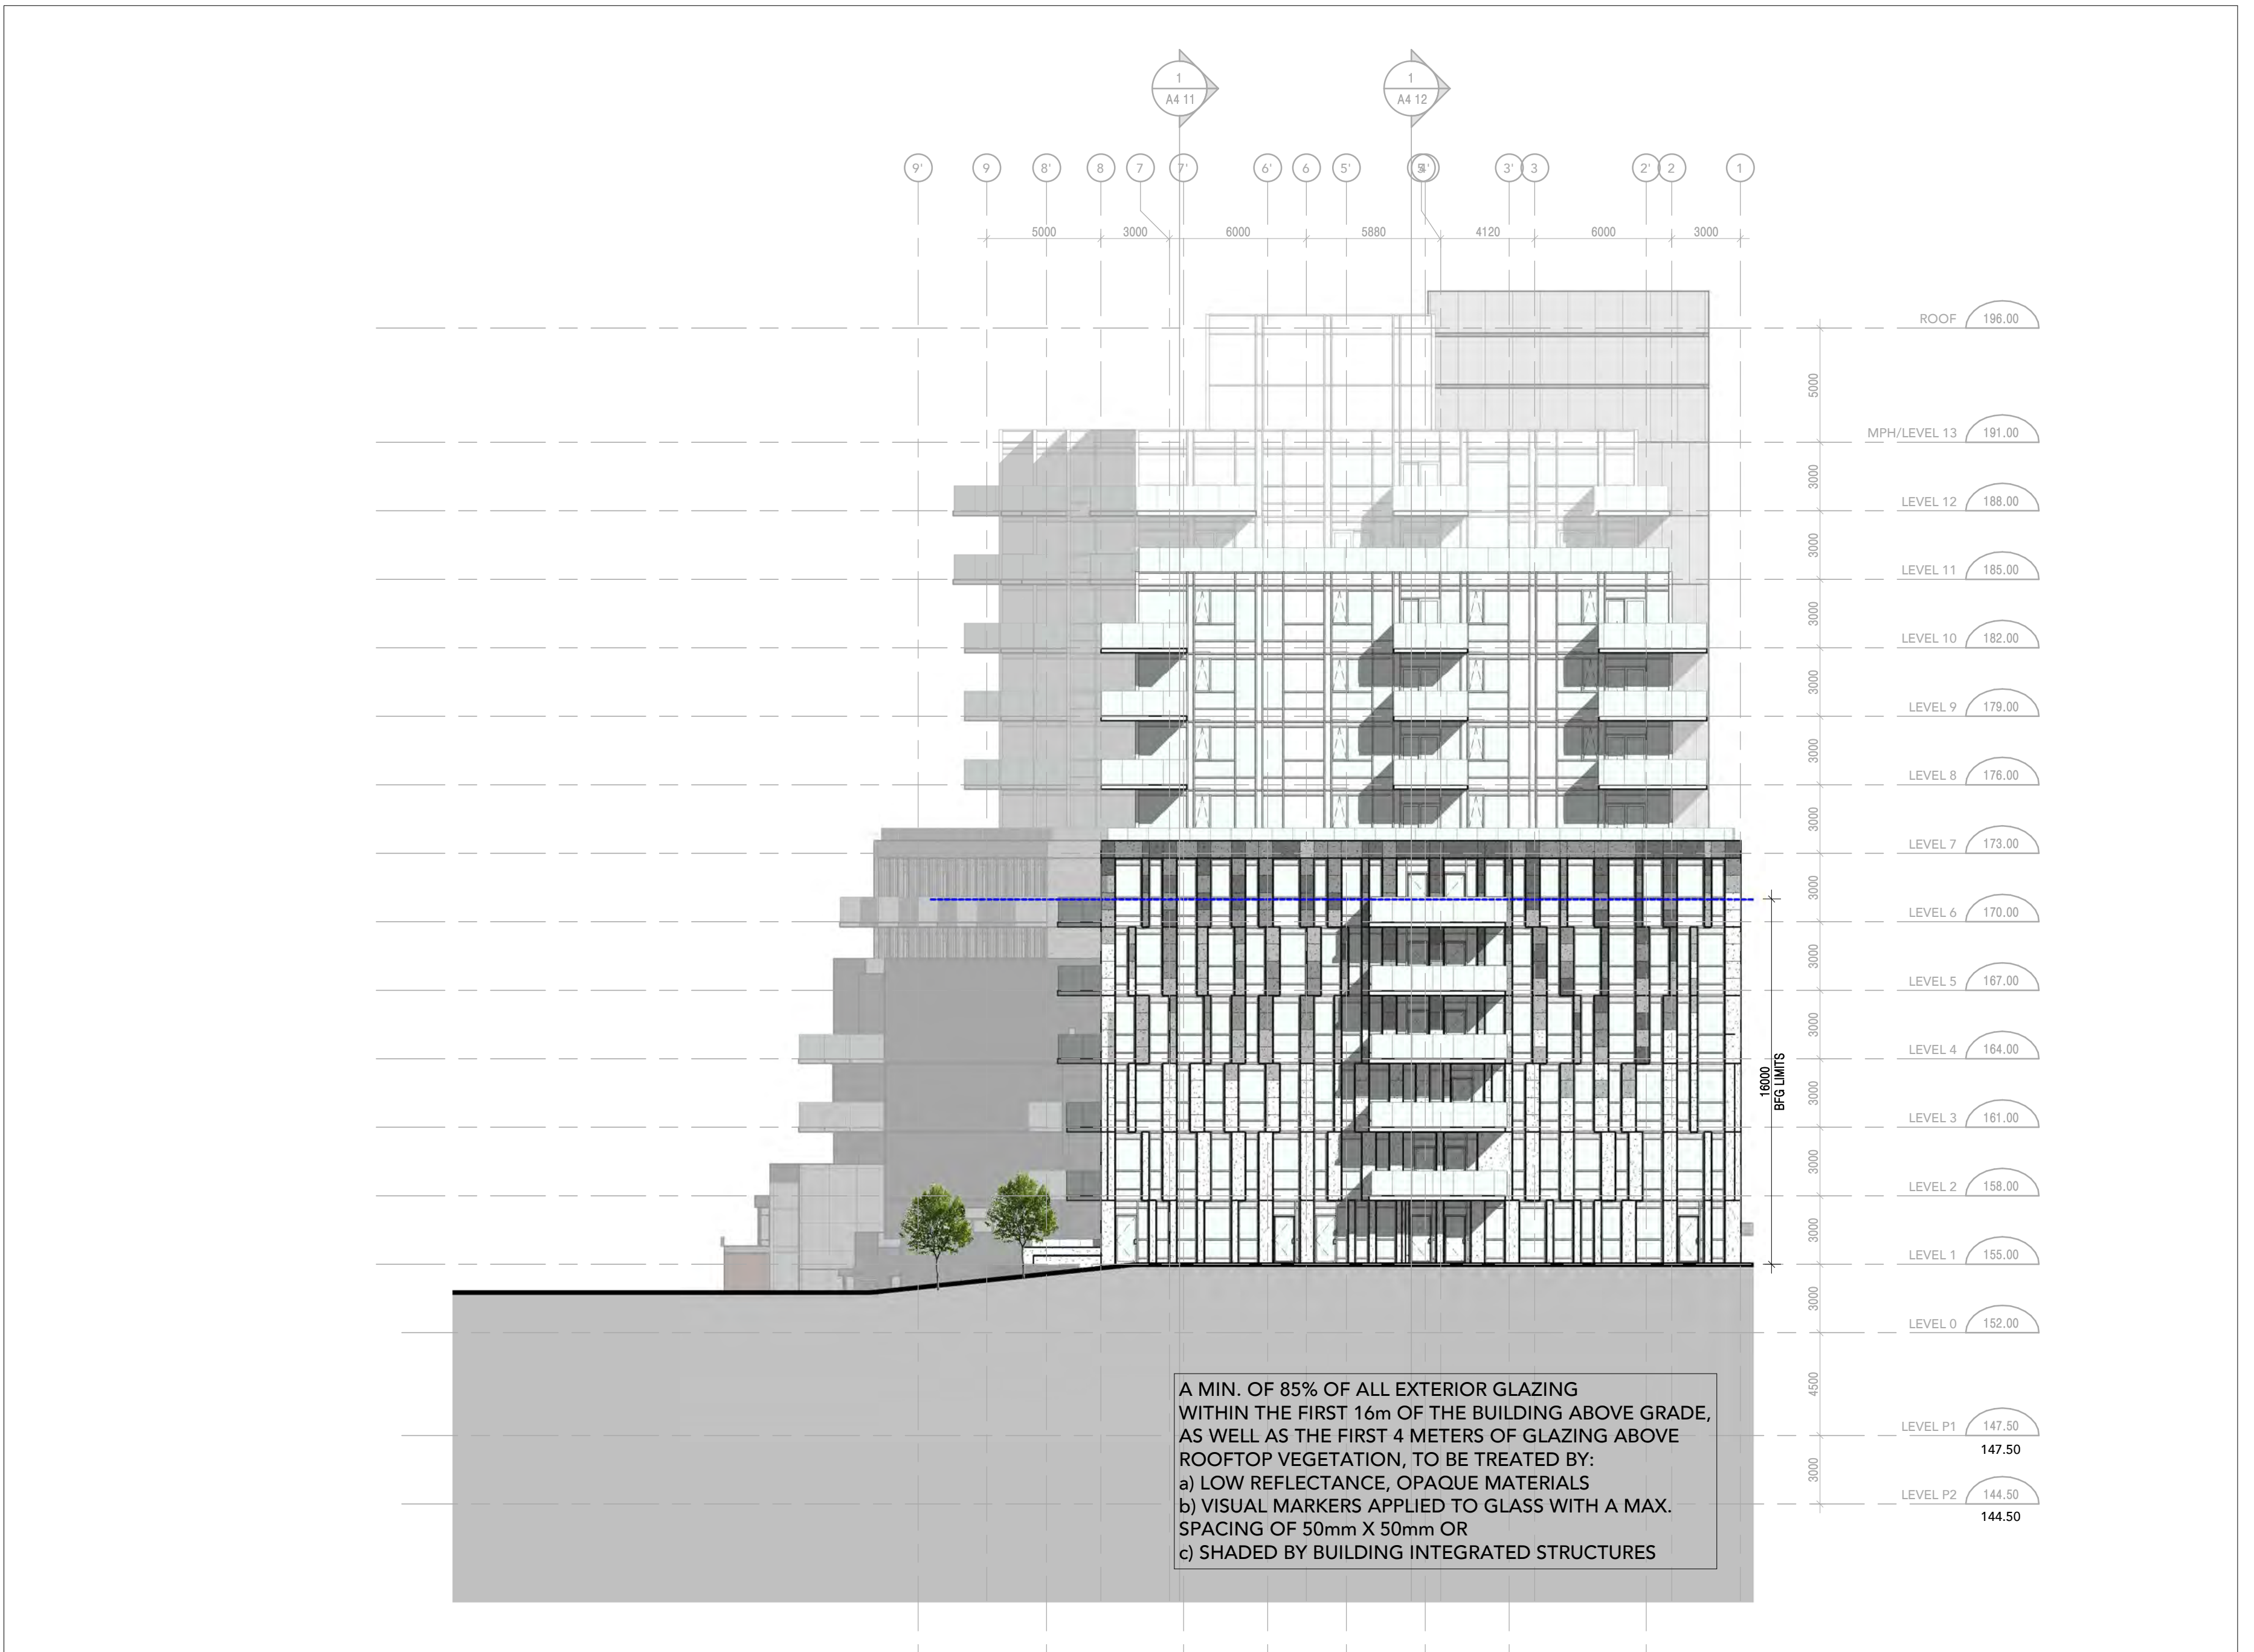 1
A4 11
1
A4 12
9'
9
8'
8
7
7'
6'
6
5'
3'
3
2'
2
1
5000
3000
6000
5880
4120
6000
3000
ROOF 196.00
5000
MPH/LEVEL 13 191.00
3000
LEVEL 12 188.00
3000
LEVEL 11 185.00
3000
LEVEL 10 182.00
3000
LEVEL 9 179.00
3000
LEVEL 8 176.00
3000
LEVEL 7 173.00
3000
LEVEL 6 170.00
3000
LEVEL 5 167.00
3000
LEVEL 4 164.00
3000
16000
BFG LIMITS
LEVEL 3 161.00
3000
LEVEL 2 158.00
3000
LEVEL 1 155.00
3000
LEVEL 0 152.00
4500
LEVEL P1 147.50
147.50
3000
LEVEL P2 144.50
144.50
A MIN. OF 85% OF ALL EXTERIOR GLAZING
WITHIN THE FIRST 16m OF THE BUILDING ABOVE GRADE,
AS WELL AS THE FIRST 4 METERS OF GLAZING ABOVE
ROOFTOP VEGETATION, TO BE TREATED BY:
a) LOW REFLECTANCE, OPAQUE MATERIALS
b) VISUAL MARKERS APPLIED TO GLASS WITH A MAX.
SPACING OF 50mm X 50mm OR
c) SHADED BY BUILDING INTEGRATED STRUCTURES